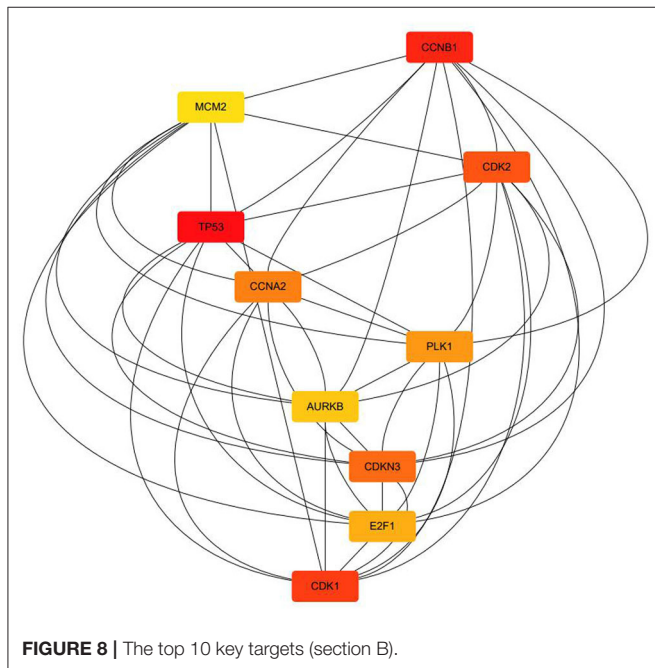 CCNB1
MCM2
CDK2
TP53
CCNA2
PLK1
AURKB
CDKN3
E2F1
CDK1
FIGURE 8 | The top 10 key targets (section B).